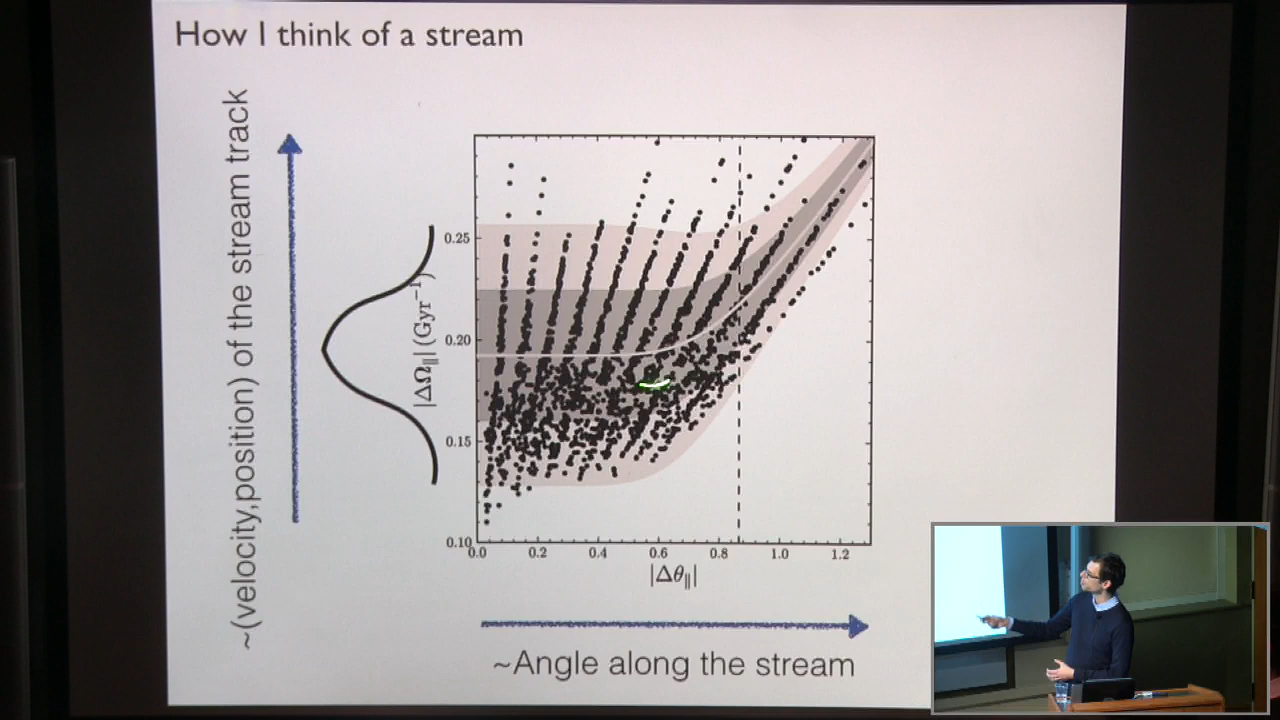 How I think of a stream
~(velocity,position) of the stream track
|ΔΩ∥| (Gyr⁻¹)
0.25
0.20
0.15
0.10
0.0 0.2 0.4 0.6 0.8 1.0 1.2
|Δθ∥|
~Angle along the stream